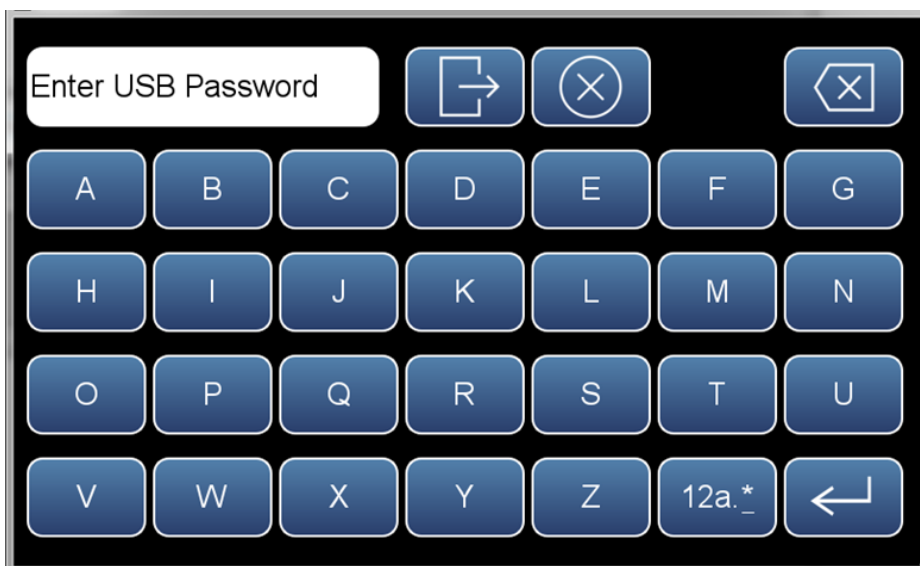 Enter USB Password
A B C D E F G
H I J K L M N
O P Q R S T U
V W X Y Z 12a.*_